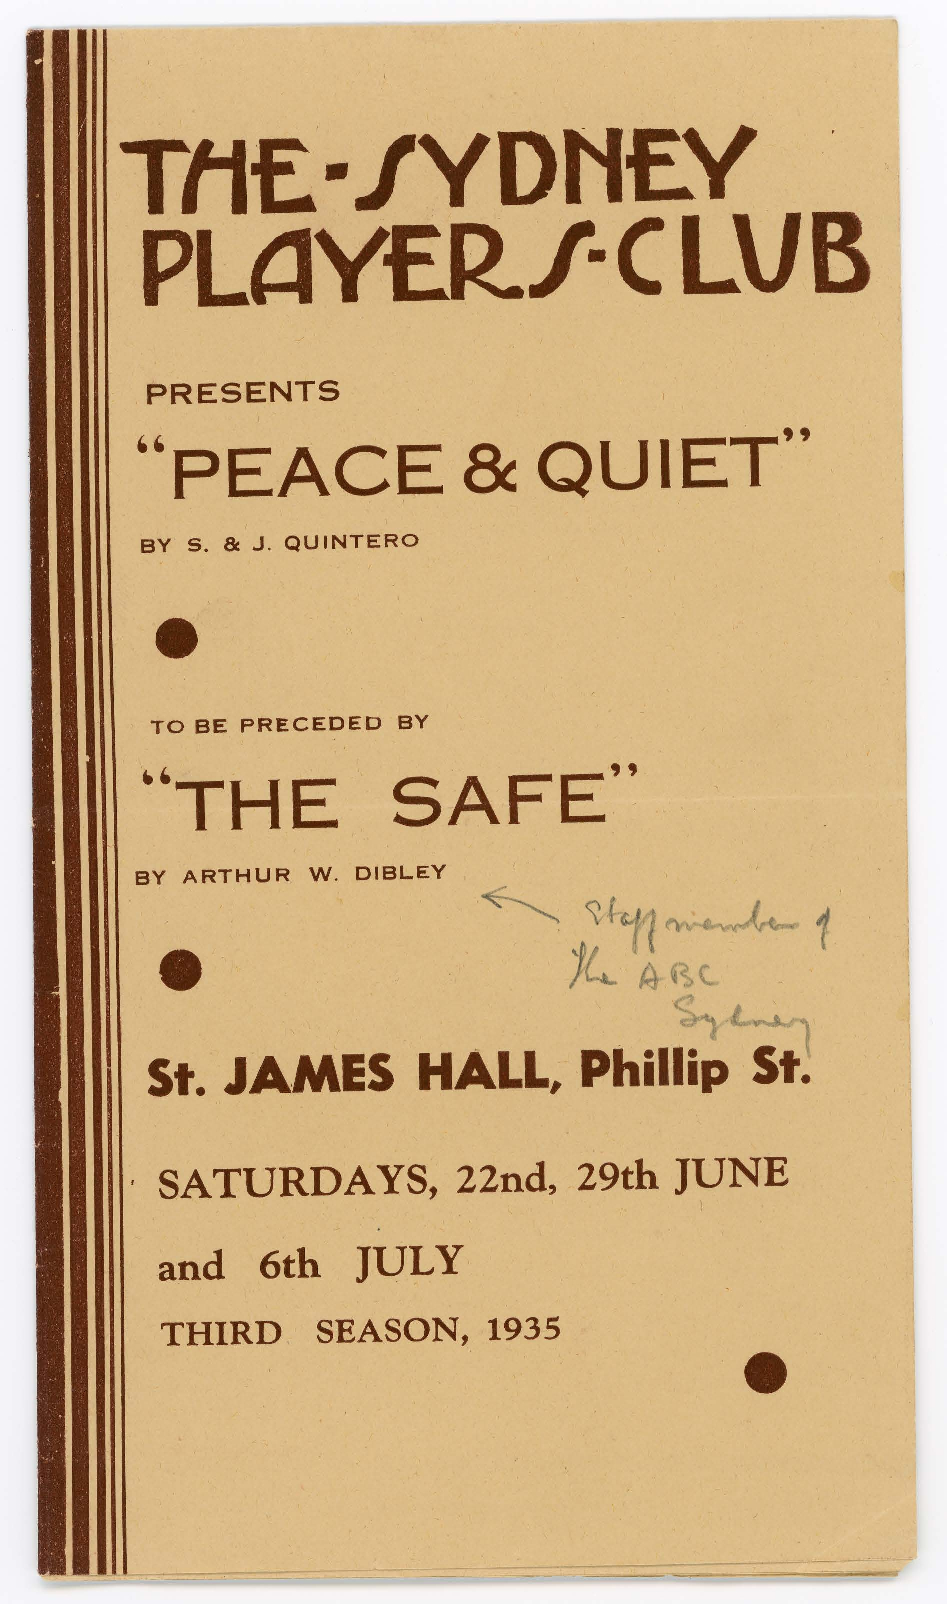 THE-SYDNEY
PLAYERS-CLUB
PRESENTS
“PEACE & QUIET”
BY S. & J. QUINTERO
TO BE PRECEDED BY
“THE SAFE”
BY ARTHUR W. DIBLEY
Staff member of
the ABC
Sydney
St. JAMES HALL, Phillip St.
SATURDAYS, 22nd, 29th JUNE
and 6th JULY
THIRD SEASON, 1935